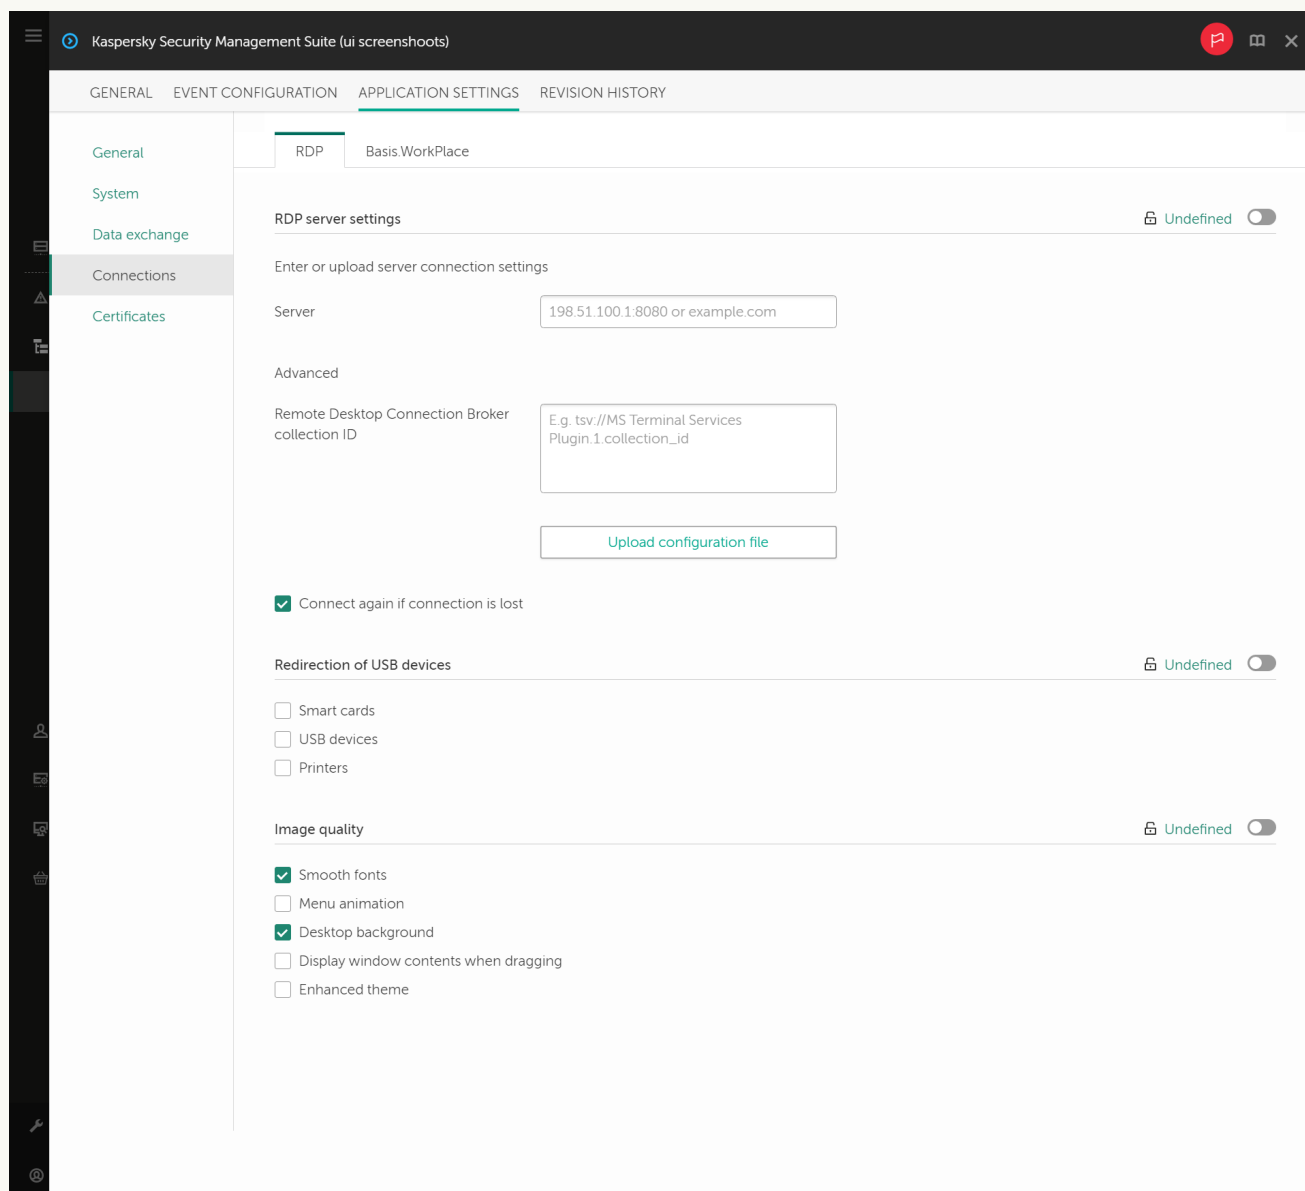 Kaspersky Security Management Suite (ui screenshoots)
GENERAL EVENT CONFIGURATION APPLICATION SETTINGS REVISION HISTORY
General
System
Data exchange
Connections
Certificates
RDP Basis.WorkPlace
RDP server settings Undefined
Enter or upload server connection settings
Server 198.51.100.1:8080 or example.com
Advanced
Remote Desktop Connection Broker
collection ID
E.g. tsv://MS Terminal Services
Plugin.1.collection_id
Upload configuration file
Connect again if connection is lost
Redirection of USB devices Undefined
Smart cards
USB devices
Printers
Image quality Undefined
Smooth fonts
Menu animation
Desktop background
Display window contents when dragging
Enhanced theme